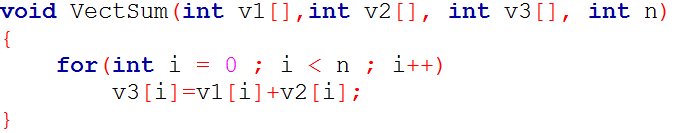 void VectSum(int v1[],int v2[], int v3[], int n)
{
    for(int i = 0 ; i < n ; i++)
        v3[i]=v1[i]+v2[i];
}